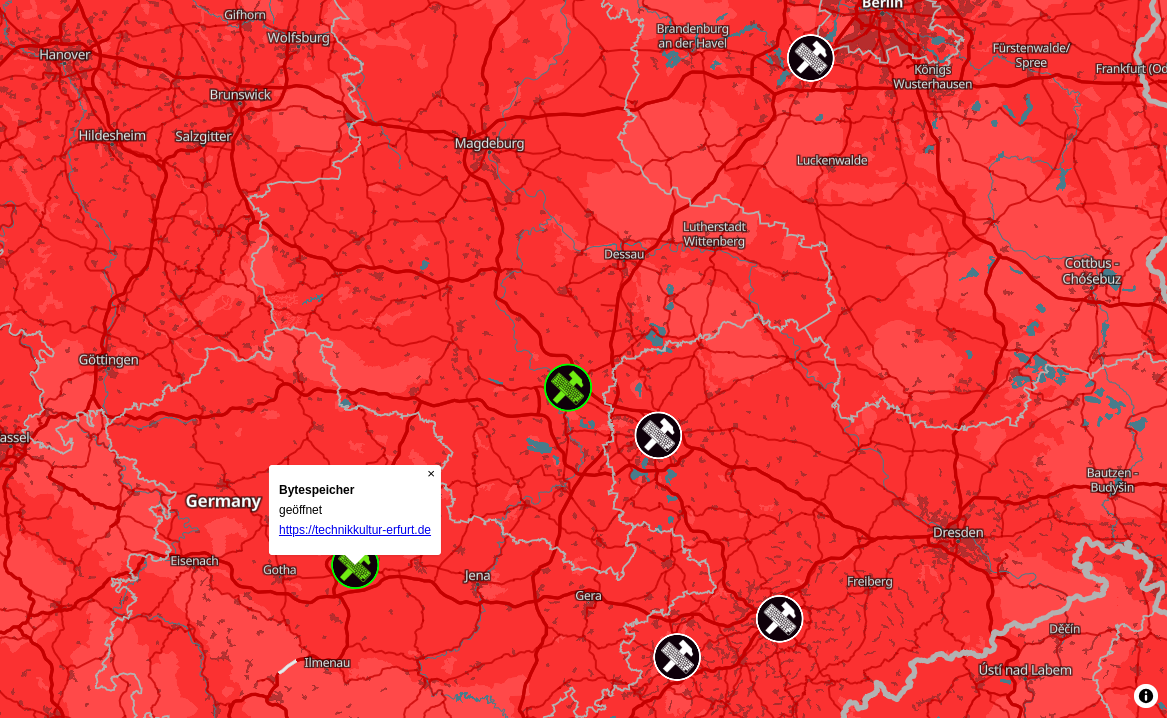 Berlin
Gifhorn
Wolfsburg
Brandenburg
an der Havel
Hanover
Fürstenwalde/
Spree
Königs
Wusterhausen
Frankfurt (Od
Brunswick
Hildesheim
Salzgitter
Magdeburg
Luckenwalde
Lutherstadt
Wittenberg
Dessau
Cottbus -
Chóśebuz
Göttingen
assel
×
Bytespeicher
geöffnet
https://technikkultur-erfurt.de
Germany
Bautzen -
Budyšin
Dresden
Eisenach
Gotha
Jena
Gera
Freiberg
Děčín
Ilmenau
Ústí nad Labem